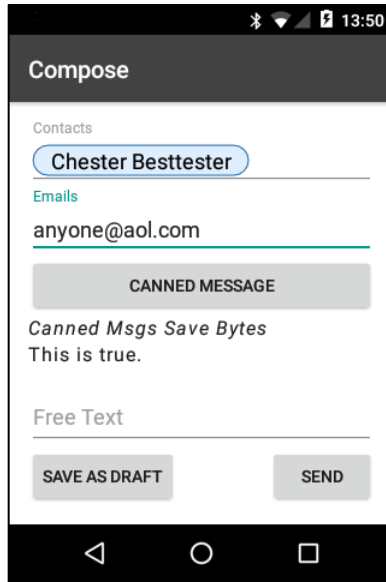 13:50
Compose
Contacts
Chester Besttester
Emails
anyone@aol.com
CANNED MESSAGE
Canned Msgs Save Bytes
This is true.
Free Text
SAVE AS DRAFT SEND